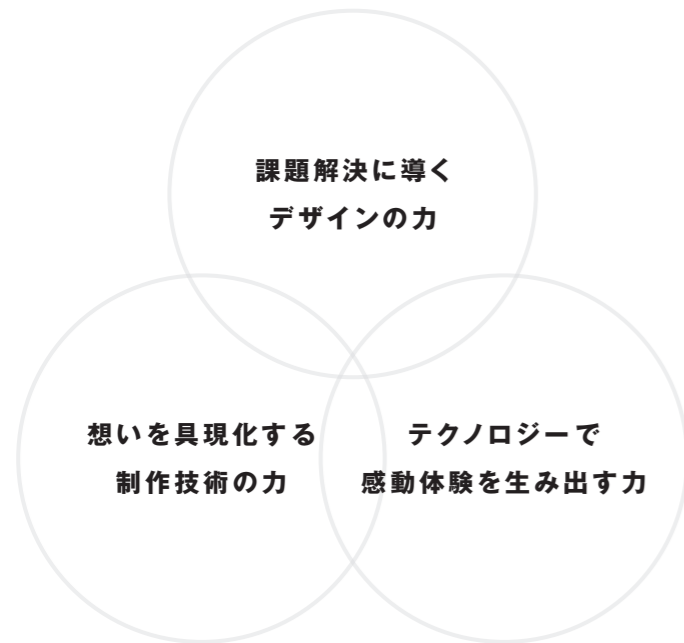 課題解決に導く
デザインの力
想いを具現化する
制作技術の力
テクノロジーで
感動体験を生み出す力